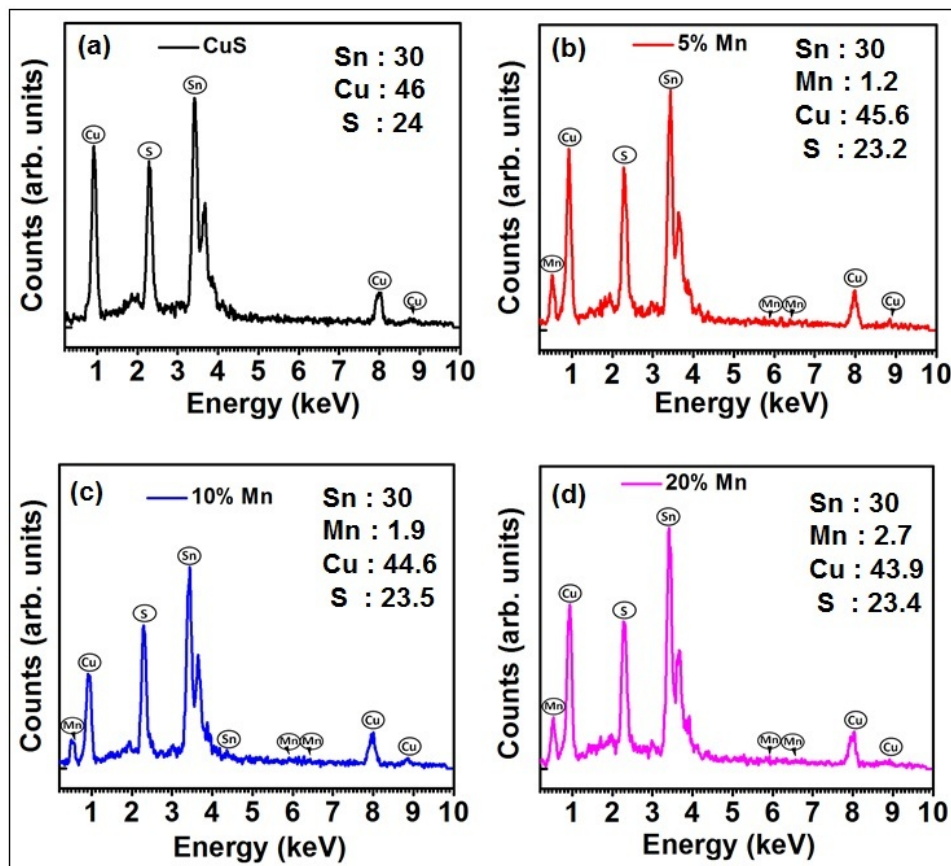 (a)
CuS
Sn : 30
Cu : 46
S : 24
Cu
S
Sn
Cu
Cu
Counts (arb. units)
1 2 3 4 5 6 7 8 9 10
Energy (keV)
(b)
5% Mn
Sn : 30
Mn : 1.2
Cu : 45.6
S : 23.2
Mn
Cu
S
Sn
Mn
Mn
Cu
Cu
Counts (arb. units)
1 2 3 4 5 6 7 8 9 10
Energy (keV)
(c)
10% Mn
Sn : 30
Mn : 1.9
Cu : 44.6
S : 23.5
Mn
Cu
S
Sn
Sn
Mn
Mn
Cu
Cu
Counts (arb. units)
1 2 3 4 5 6 7 8 9 10
Energy (keV)
(d)
20% Mn
Sn : 30
Mn : 2.7
Cu : 43.9
S : 23.4
Mn
Cu
S
Sn
Mn
Mn
Cu
Cu
Counts (arb. units)
1 2 3 4 5 6 7 8 9 10
Energy (keV)